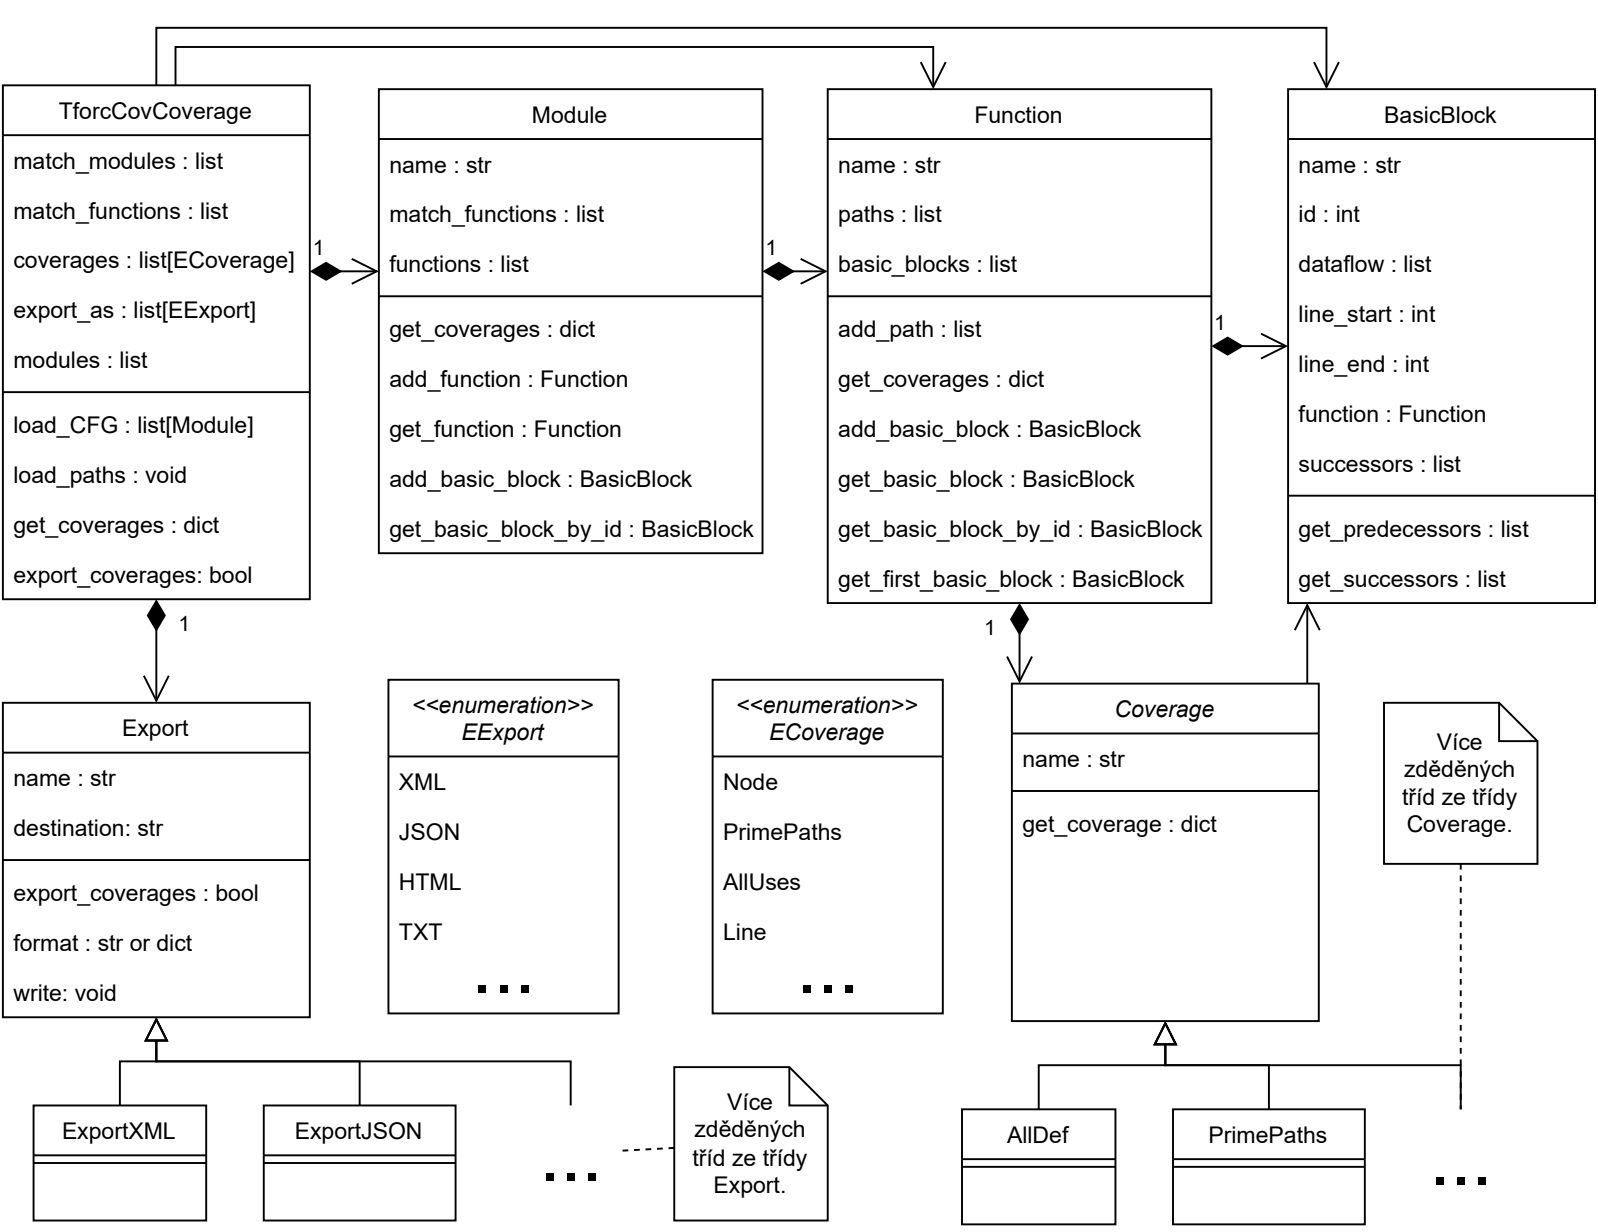 TforcCovCoverage
match_modules : list
match_functions : list
coverages : list[ECoverage]
export_as : list[EExport]
modules : list
load_CFG : list[Module]
load_paths : void
get_coverages : dict
export_coverages: bool
1
Module
name : str
match_functions : list
functions : list
get_coverages : dict
add_function : Function
get_function : Function
add_basic_block : BasicBlock
get_basic_block_by_id : BasicBlock
1
Function
name : str
paths : list
basic_blocks : list
add_path : list
get_coverages : dict
add_basic_block : BasicBlock
get_basic_block : BasicBlock
get_basic_block_by_id : BasicBlock
get_first_basic_block : BasicBlock
1
BasicBlock
name : str
id : int
dataflow : list
line_start : int
line_end : int
function : Function
successors : list
get_predecessors : list
get_successors : list
1
1
Export
name : str
destination: str
export_coverages : bool
format : str or dict
write: void
<<enumeration>>
EExport
XML
JSON
HTML
TXT
...
<<enumeration>>
ECoverage
Node
PrimePaths
AllUses
Line
...
Coverage
name : str
get_coverage : dict
Více
zděděných
tříd ze třídy
Coverage.
ExportXML
ExportJSON
...
Více
zděděných
tříd ze třídy
Export.
AllDef
PrimePaths
...